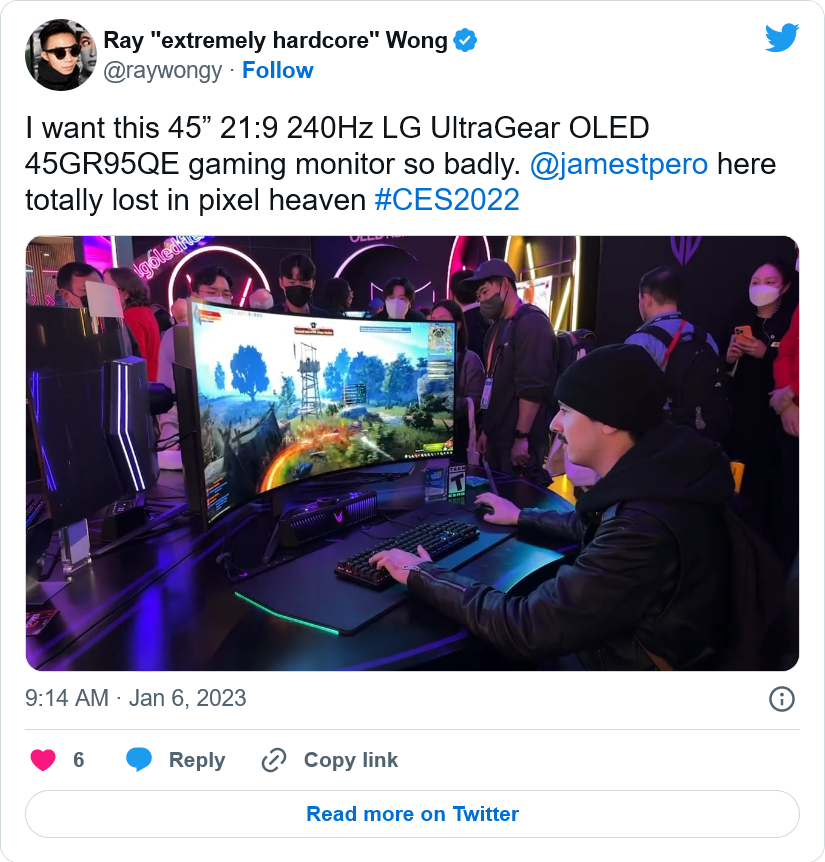 Ray "extremely hardcore" Wong
@raywongy · Follow
I want this 45” 21:9 240Hz LG UltraGear OLED
45GR95QE gaming monitor so badly. @jamestpero here
totally lost in pixel heaven #CES2022
9:14 AM · Jan 6, 2023
6 Reply Copy link
Read more on Twitter